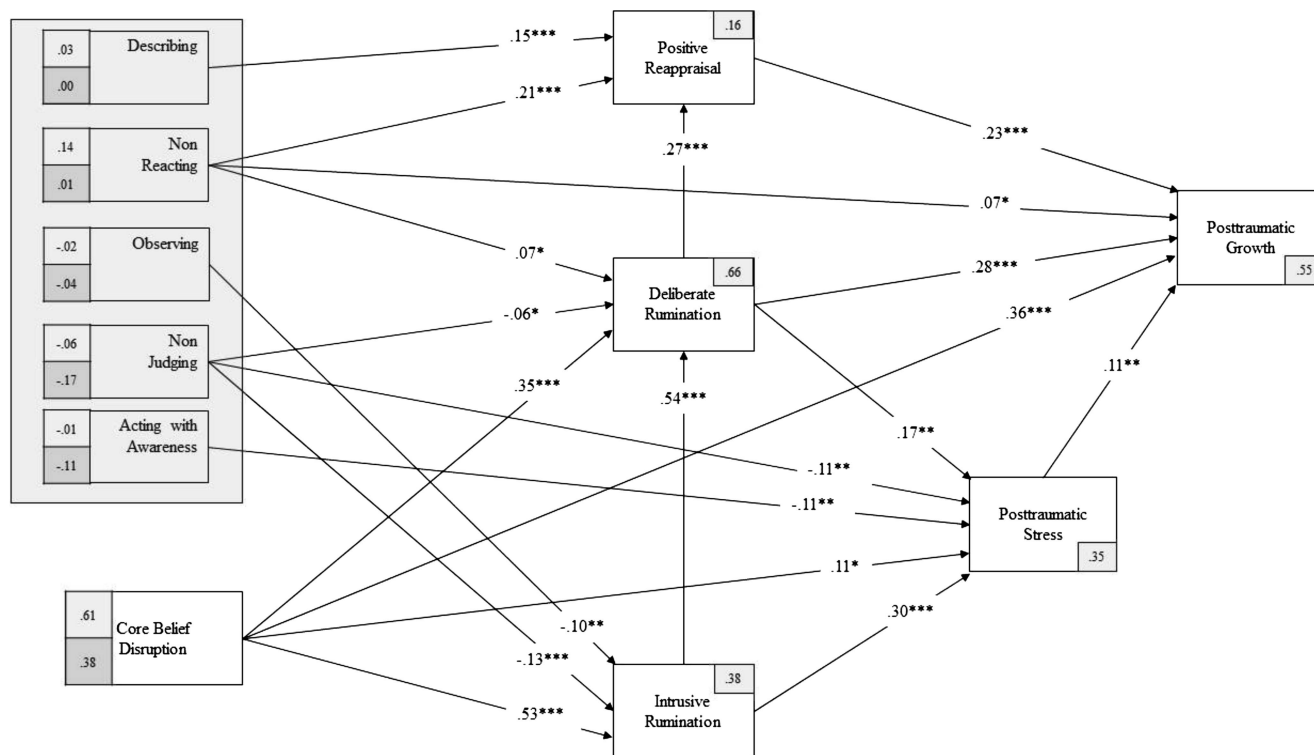 .03
Describing
.00
.14
Non
Reacting
.01
-.02
Observing
-.04
-.06
Non
Judging
-.17
-.01
Acting with
Awareness
-.11
.61
Core Belief
Disruption
.38
.15***
.21***
.07*
-.06*
.35***
-.10**
-.13***
.53***
.16
Positive
Reappraisal
.27***
.66
Deliberate
Rumination
.54***
.38
Intrusive
Rumination
.23***
.07*
.28***
.36***
.17**
-.11**
-.11**
.11*
.30***
.11**
Posttraumatic
Stress
.35
Posttraumatic
Growth
.55